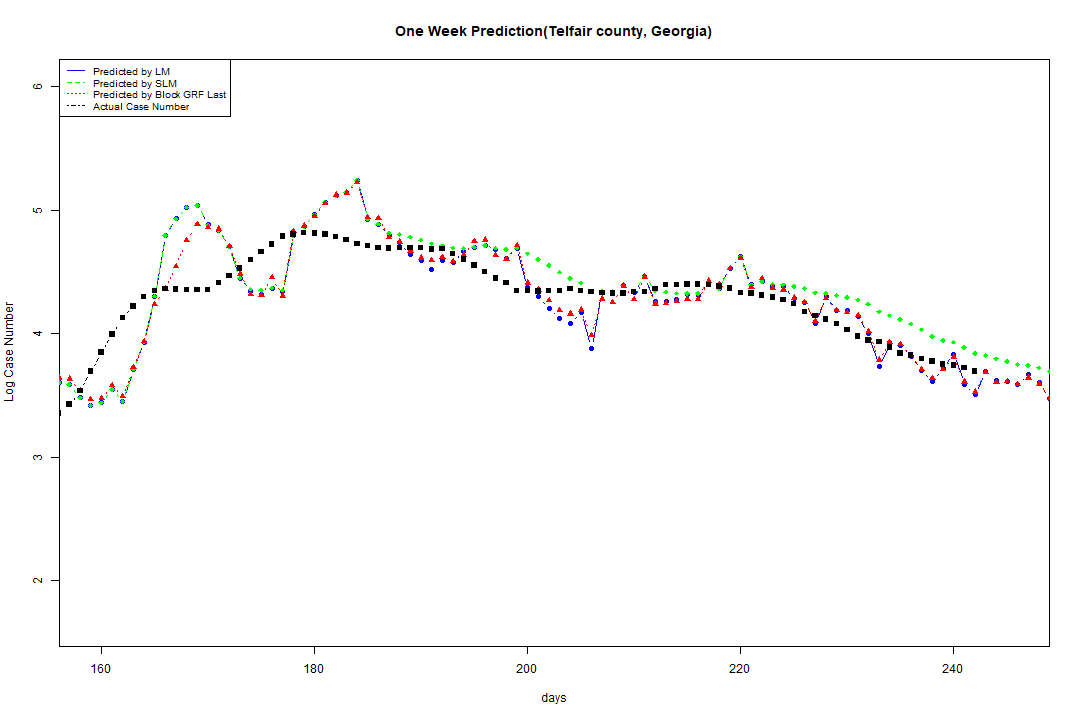 One Week Prediction(Telfair county, Georgia)
Predicted by LM
Predicted by SLM
Predicted by Block GRF Last
Actual Case Number
6
5
4
3
2
Log Case Number
160 180 200 220 240
days